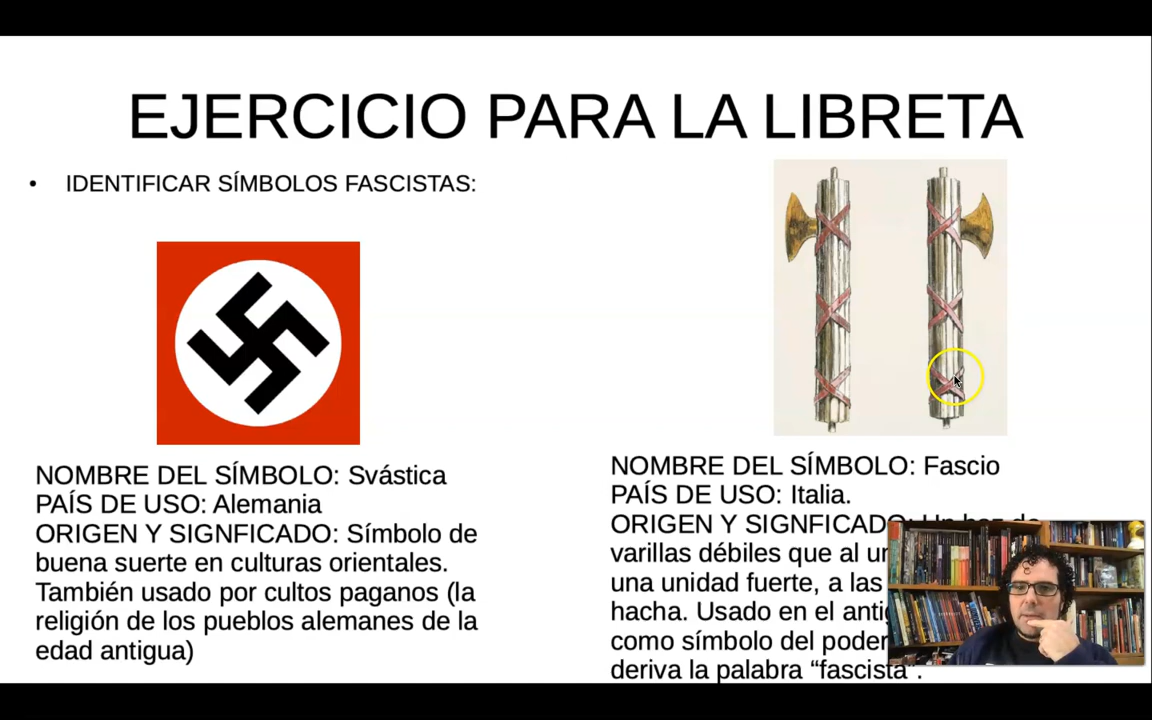 EJERCICIO PARA LA LIBRETA
• IDENTIFICAR SÍMBOLOS FASCISTAS:
NOMBRE DEL SÍMBOLO: Svástica
PAÍS DE USO: Alemania
ORIGEN Y SIGNFICADO: Símbolo de
buena suerte en culturas orientales.
También usado por cultos paganos (la
religión de los pueblos alemanes de la
edad antigua)
NOMBRE DEL SÍMBOLO: Fascio
PAÍS DE USO: Italia.
ORIGEN Y SIGNFICADO: Un haz de
varillas débiles que al
una unidad fuerte, a las
hacha. Usado en el
como símbolo del poder
deriva la palabra “fascista”.